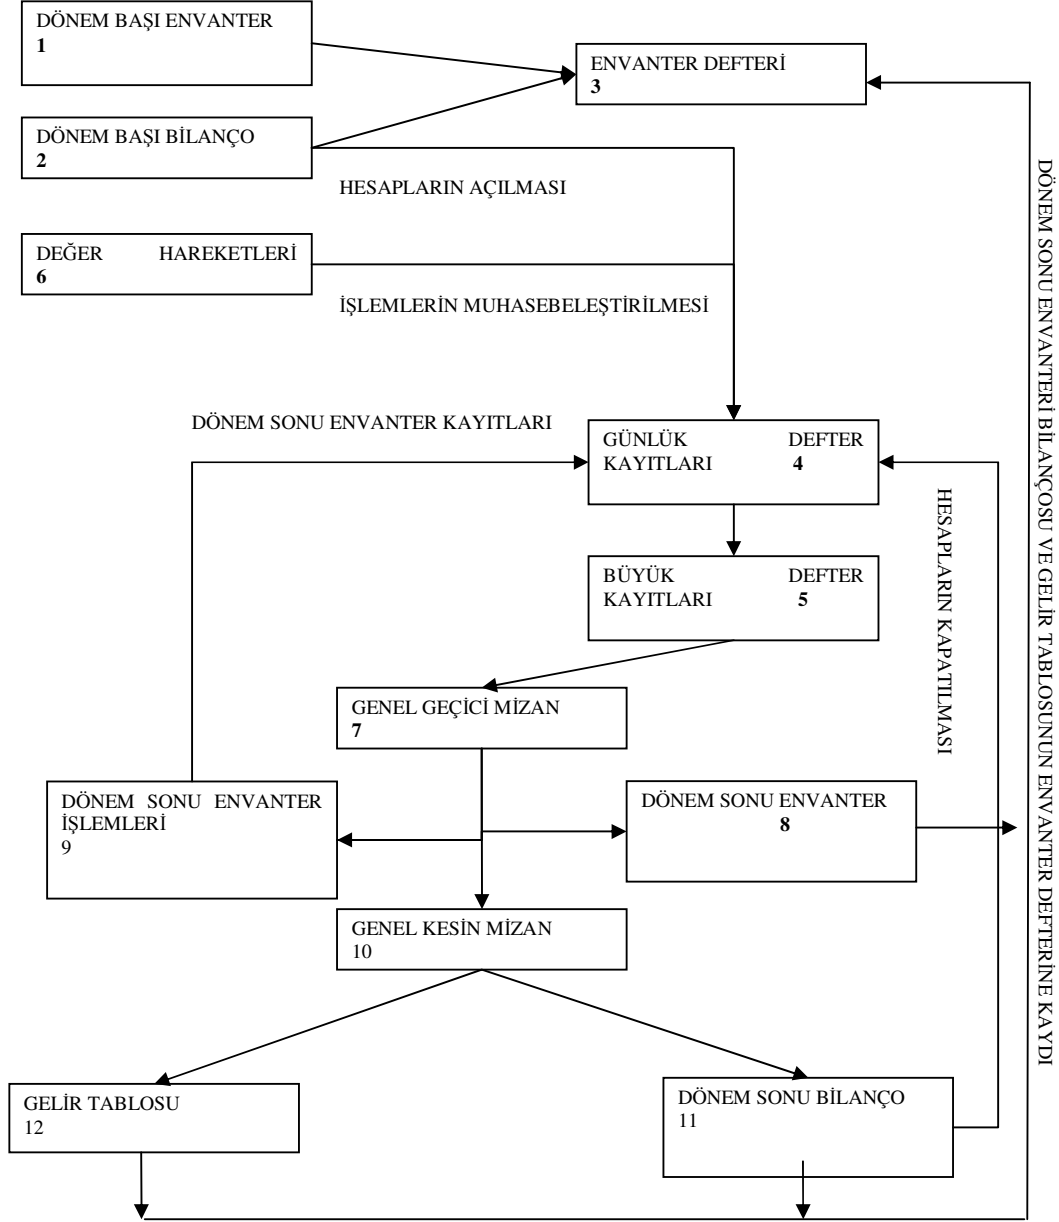 DÖNEM BAŞI ENVANTER
1
ENVANTER DEFTERİ
3
DÖNEM BAŞI BİLANÇO
2
HESAPLARIN AÇILMASI
DEĞER HAREKETLERİ
6
İŞLEMLERİN MUHASEBELEŞTİRİLMESİ
DÖNEM SONU ENVANTER KAYITLARI
GÜNLÜK DEFTER
KAYITLARI 4
BÜYÜK DEFTER
KAYITLARI 5
HESAPLARIN KAPATILMASI
DÖNEM SONU ENVANTERİ BİLANÇOSU VE GELİR TABLOSUNUN ENVANTER DEFTERİNE KAYDI
GENEL GEÇİCİ MİZAN
7
DÖNEM SONU ENVANTER
İŞLEMLERİ
9
DÖNEM SONU ENVANTER
8
GENEL KESİN MİZAN
10
GELİR TABLOSU
12
DÖNEM SONU BİLANÇO
11